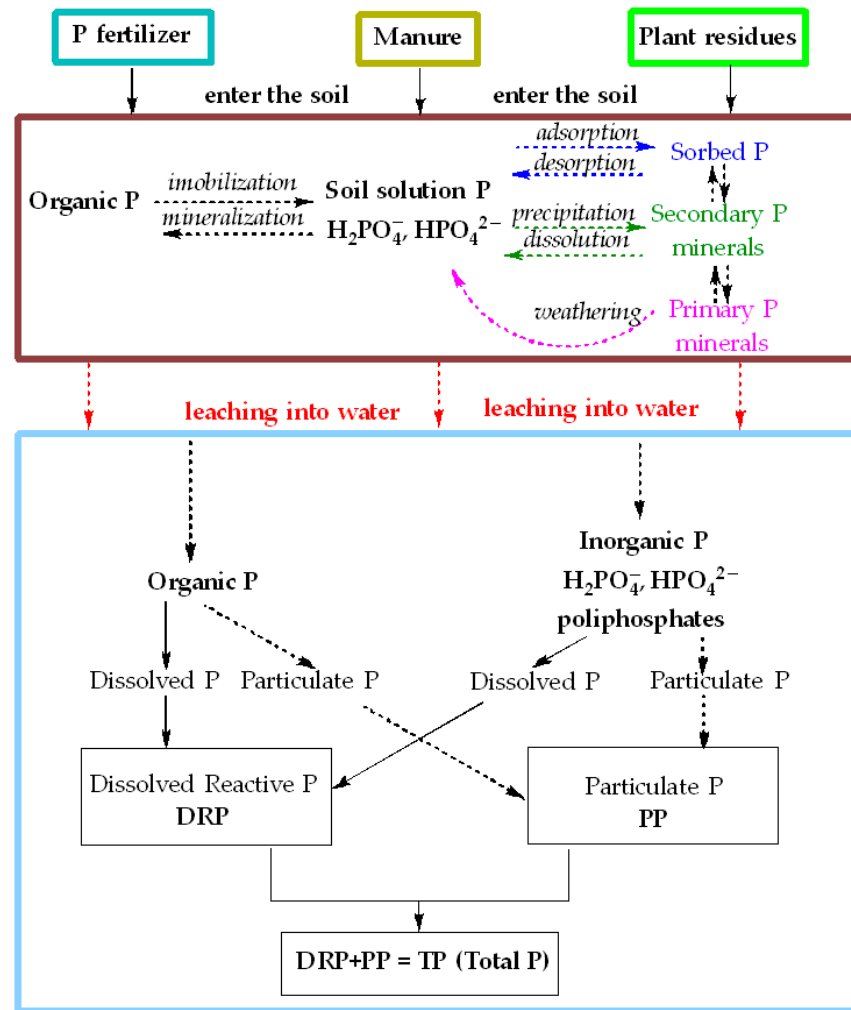 P fertilizer
Manure
Plant residues
enter the soil
enter the soil
adsorption
desorption
Sorbed P
imobilization
mineralization
Organic P
Soil solution P
H₂PO₄⁻, HPO₄²⁻
precipitation
dissolution
Secondary P
minerals
weathering
Primary P
minerals
leaching into water
leaching into water
Organic P
Inorganic P
H₂PO₄⁻, HPO₄²⁻
poliphosphates
Dissolved P
Particulate P
Dissolved P
Particulate P
Dissolved Reactive P
DRP
Particulate P
PP
DRP+PP = TP (Total P)